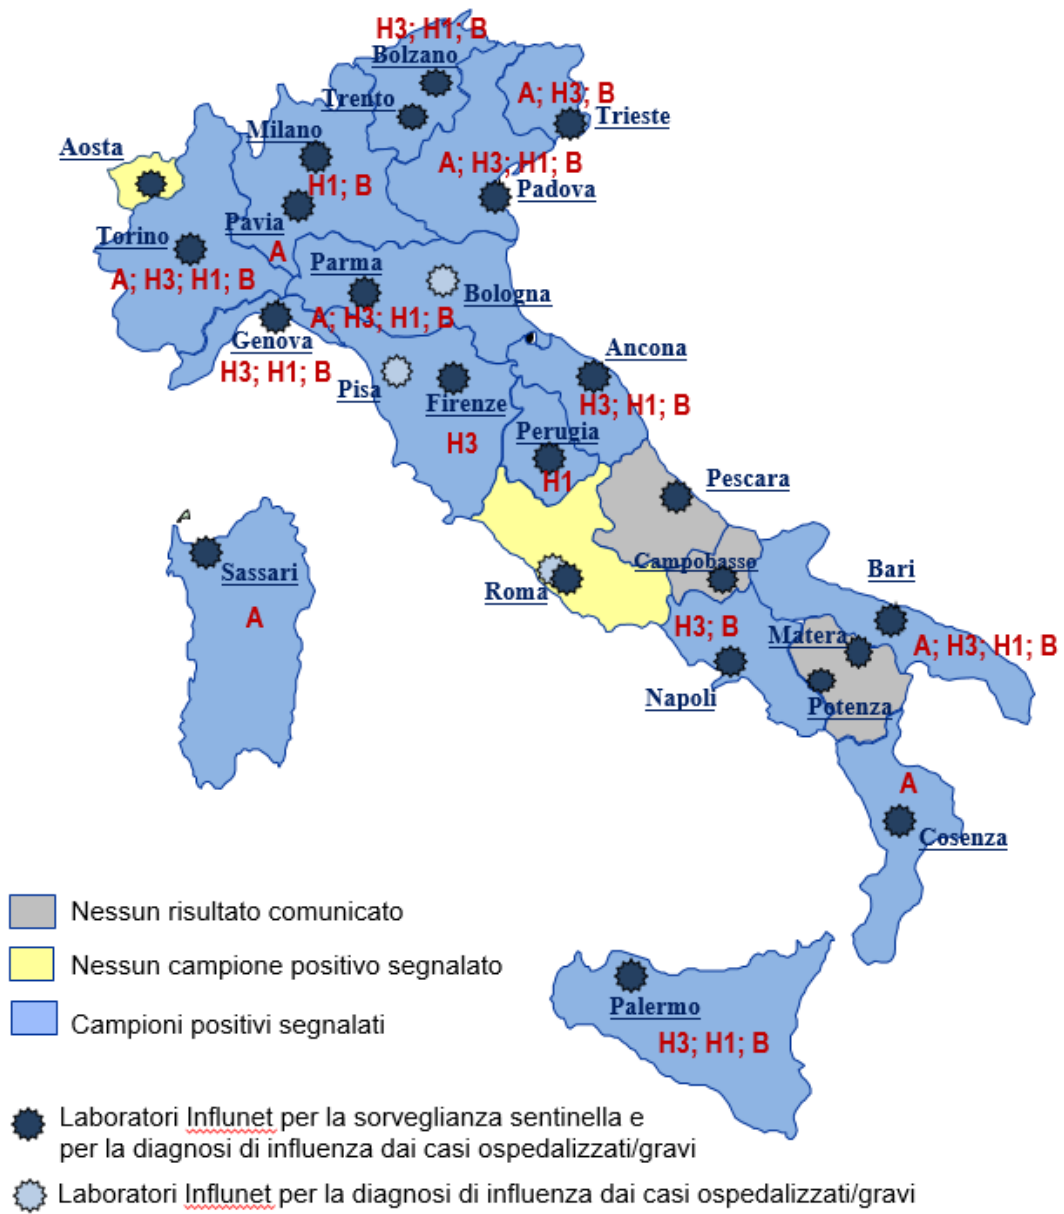 H3; H1; B
Bolzano
Trento
A; H3; B
Trieste
Milano
Aosta
A; H3; H1; B
Padova
H1; B
Pavia
Torino
A
Parma
A; H3; H1; B
Bologna
A; H3; H1; B
Genova
H3; H1; B
Pisa
Firenze
H3
Ancona
H3; H1; B
Perugia
H1
Pescara
Campobasso
Roma
Sassari
A
Bari
H3; B
Matera
A; H3; H1; B
Napoli
Potenza
A
Cosenza
Palermo
H3; H1; B
Nessun risultato comunicato
Nessun campione positivo segnalato
Campioni positivi segnalati
Laboratori Influnet per la sorveglianza sentinella e
per la diagnosi di influenza dai casi ospedalizzati/gravi
Laboratori Influnet per la diagnosi di influenza dai casi ospedalizzati/gravi